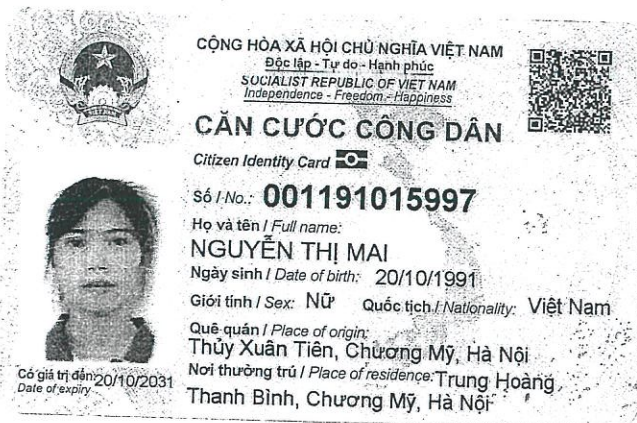 CỘNG HÒA XÃ HỘI CHỦ NGHĨA VIỆT NAM
Độc lập - Tự do - Hạnh phúc
SOCIALIST REPUBLIC OF VIET NAM
Independence - Freedom - Happiness
CĂN CƯỚC CÔNG DÂN
Citizen Identity Card
Số / No.: 001191015997
Họ và tên / Full name:
NGUYỄN THỊ MAI
Ngày sinh / Date of birth: 20/10/1991
Giới tính / Sex: Nữ Quốc tịch / Nationality: Việt Nam
Quê quán / Place of origin:
Thủy Xuân Tiên, Chương Mỹ, Hà Nội
Nơi thường trú / Place of residence: Trung Hoàng,
Thanh Bình, Chương Mỹ, Hà Nội
Có giá trị đến: 20/10/2031
Date of expiry